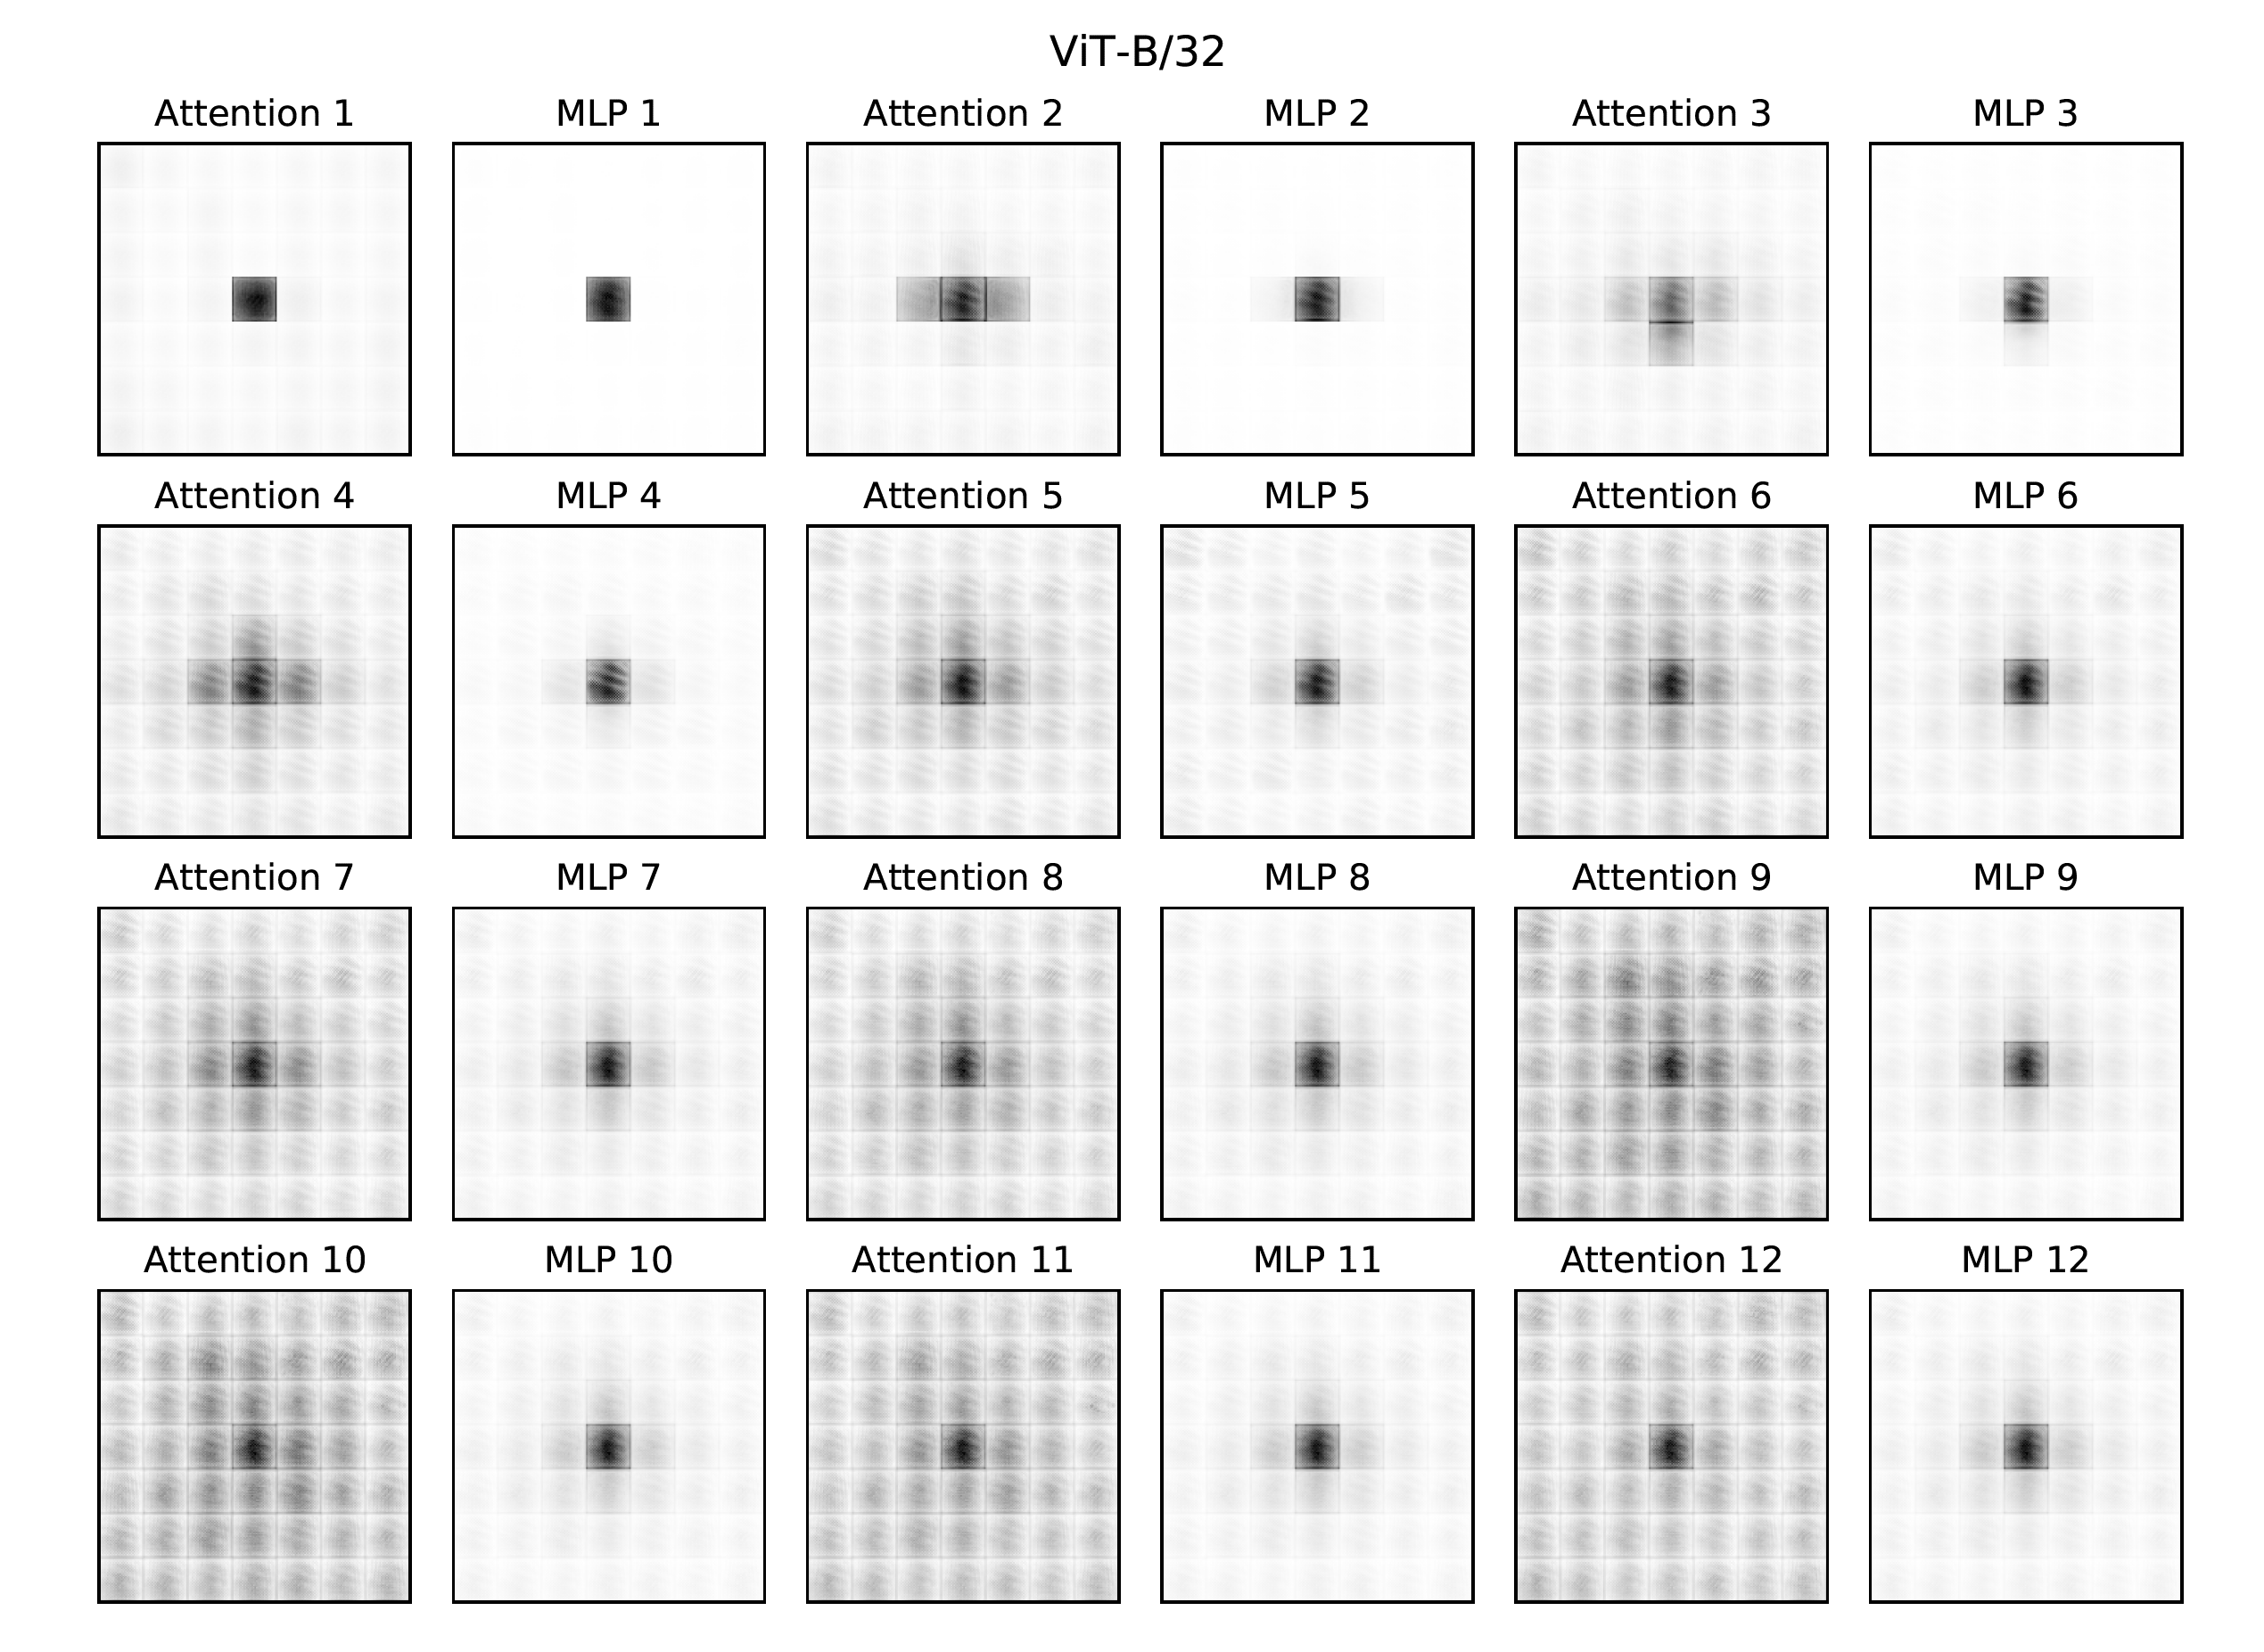 ViT-B/32
Attention 1 MLP 1 Attention 2 MLP 2 Attention 3 MLP 3
Attention 4 MLP 4 Attention 5 MLP 5 Attention 6 MLP 6
Attention 7 MLP 7 Attention 8 MLP 8 Attention 9 MLP 9
Attention 10 MLP 10 Attention 11 MLP 11 Attention 12 MLP 12